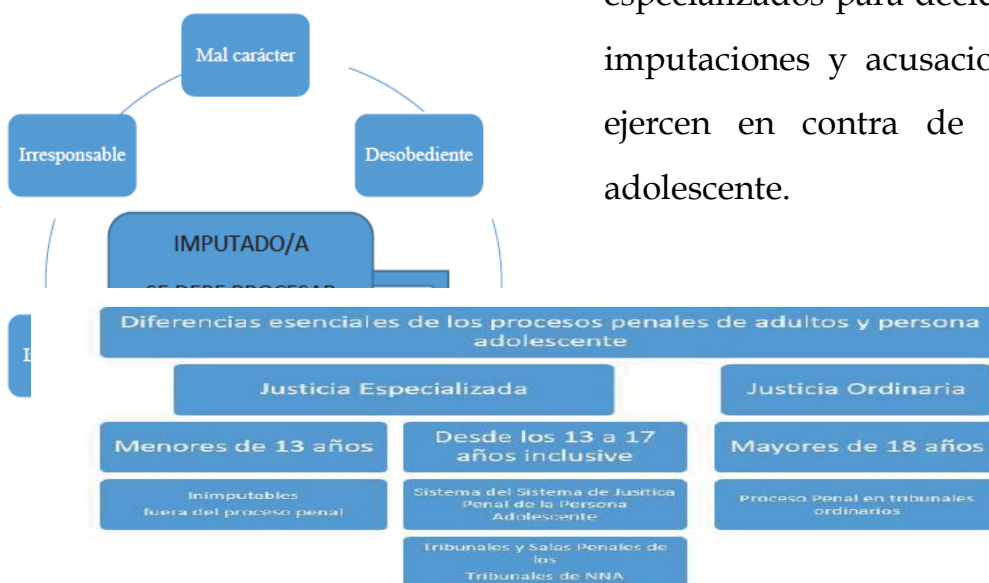 especializados para
imputaciones y
ejercen en contra de
adolescente.
Mal carácter
Irresponsable
Desobediente
IMPUTADO/A
SE DEBE PROCESAR
Diferencias esenciales de los procesos penales de adultos y persona
adolescente
Justicia Especializada
Justicia Ordinaria
Menores de 13 años
Desde los 13 a 17
años inclusive
Mayores de 18 años
Inimputables
fuera del proceso penal
Sistema del Sistema de Jusitica
Penal de la Persona
Adolescente
Proceso Penal en tribunales
ordinarios
Tribunales y Salas Penales de
los
Tribunales de NNA